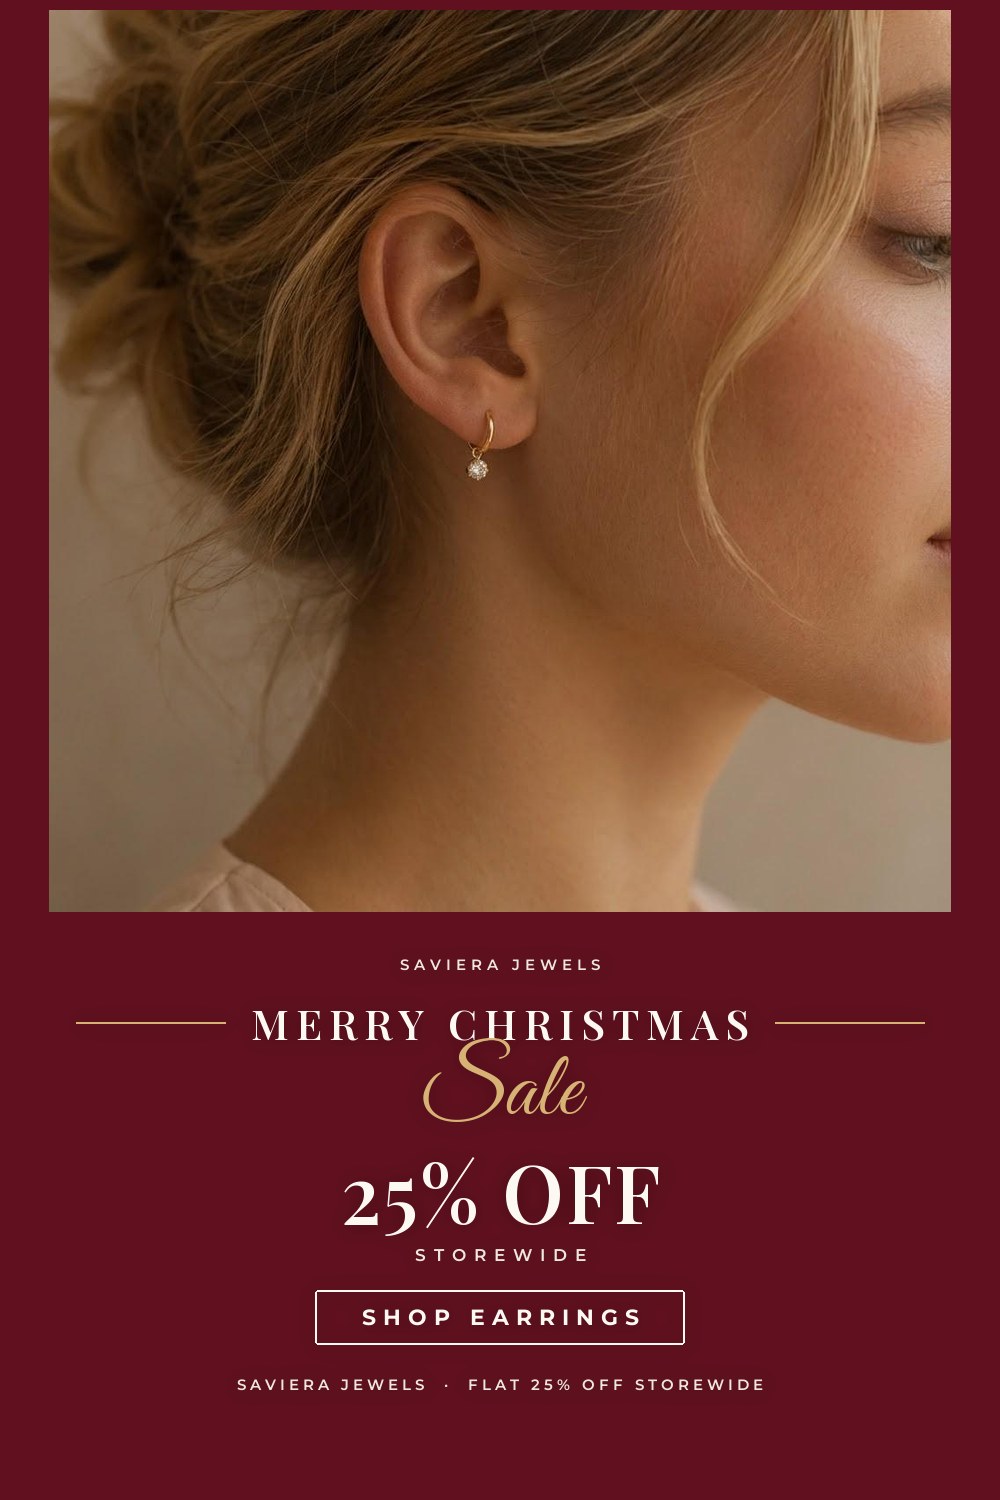 SAVIERA JEWELS
MERRY CHRISTMAS
Sale
25% OFF
STOREWIDE
SHOP EARRINGS
SAVIERA JEWELS · FLAT 25% OFF STOREWIDE